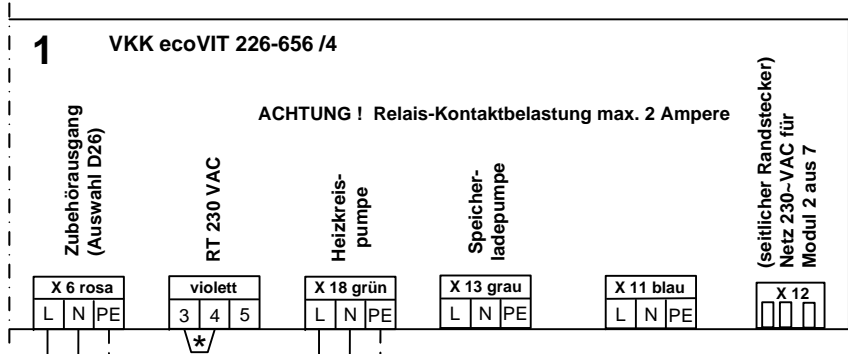 1 VKK ecoVIT 226-656 /4
ACHTUNG ! Relais-Kontaktbelastung max. 2 Ampere
Zubehörausgang
(Auswahl D26)
RT 230 VAC
Heizkreis-
pumpe
Speicher-
ladepumpe
(seitlicher Randstecker)
Netz 230~VAC für
Modul 2 aus 7
X 6 rosa
L N PE
violett
3 4 5
*
X 18 grün
L N PE
X 13 grau
L N PE
X 11 blau
L N PE
X 12